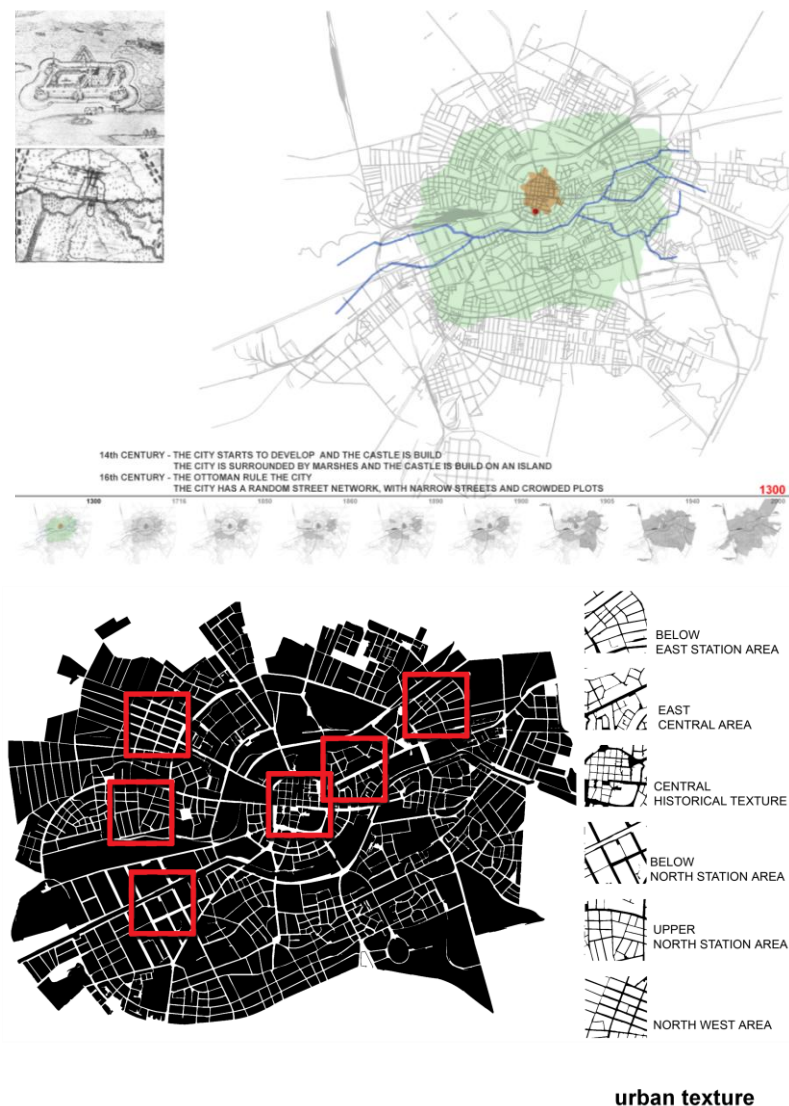 14th CENTURY - THE CITY STARTS TO DEVELOP AND THE CASTLE IS BUILD
THE CITY IS SURROUNDED BY MARSHES AND THE CASTLE IS BUILD ON AN ISLAND
16th CENTURY - THE OTTOMAN RULE THE CITY
THE CITY HAS A RANDOM STREET NETWORK, WITH NARROW STREETS AND CROWDED PLOTS
1300
1300
1716
1900
1940
BELOW
EAST STATION AREA
EAST
CENTRAL AREA
CENTRAL
HISTORICAL TEXTURE
BELOW
NORTH STATION AREA
UPPER
NORTH STATION AREA
NORTH WEST AREA
urban texture